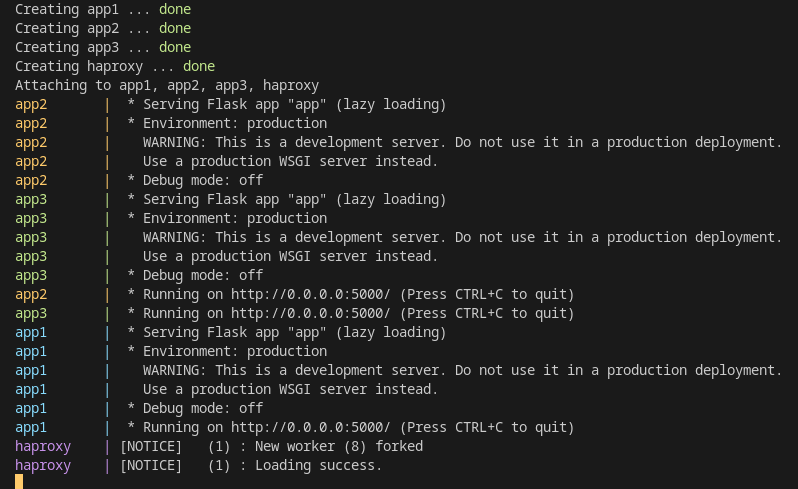 Creating app1 ... done
Creating app2 ... done
Creating app3 ... done
Creating haproxy ... done
Attaching to app1, app2, app3, haproxy
app2       |  * Serving Flask app "app" (lazy loading)
app2       |  * Environment: production
app2       |    WARNING: This is a development server. Do not use it in a production deployment.
app2       |    Use a production WSGI server instead.
app2       |  * Debug mode: off
app3       |  * Serving Flask app "app" (lazy loading)
app3       |  * Environment: production
app3       |    WARNING: This is a development server. Do not use it in a production deployment.
app3       |    Use a production WSGI server instead.
app3       |  * Debug mode: off
app2       |  * Running on http://0.0.0.0:5000/ (Press CTRL+C to quit)
app3       |  * Running on http://0.0.0.0:5000/ (Press CTRL+C to quit)
app1       |  * Serving Flask app "app" (lazy loading)
app1       |  * Environment: production
app1       |    WARNING: This is a development server. Do not use it in a production deployment.
app1       |    Use a production WSGI server instead.
app1       |  * Debug mode: off
app1       |  * Running on http://0.0.0.0:5000/ (Press CTRL+C to quit)
haproxy    | [NOTICE]   (1) : New worker (8) forked
haproxy    | [NOTICE]   (1) : Loading success.